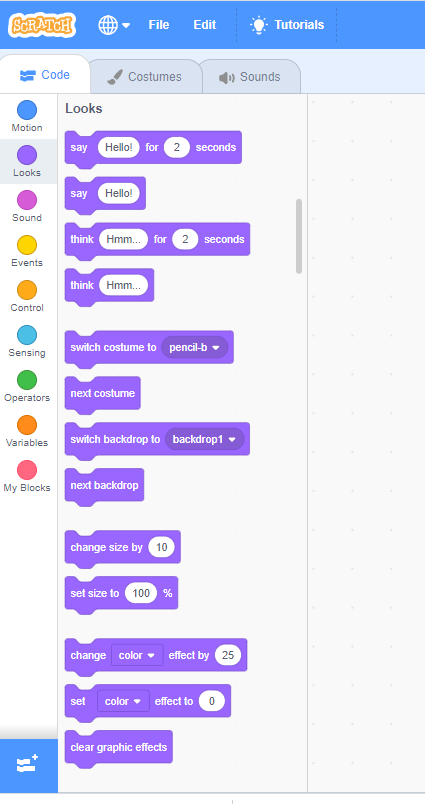 SCRATCH File Edit Tutorials
Code Costumes Sounds
Motion
Looks
Sound
Events
Control
Sensing
Operators
Variables
My Blocks
Looks
say Hello! for 2 seconds
say Hello!
think Hmm... for 2 seconds
think Hmm...
switch costume to pencil-b
next costume
switch backdrop to backdrop1
next backdrop
change size by 10
set size to 100 %
change color effect by 25
set color effect to 0
clear graphic effects